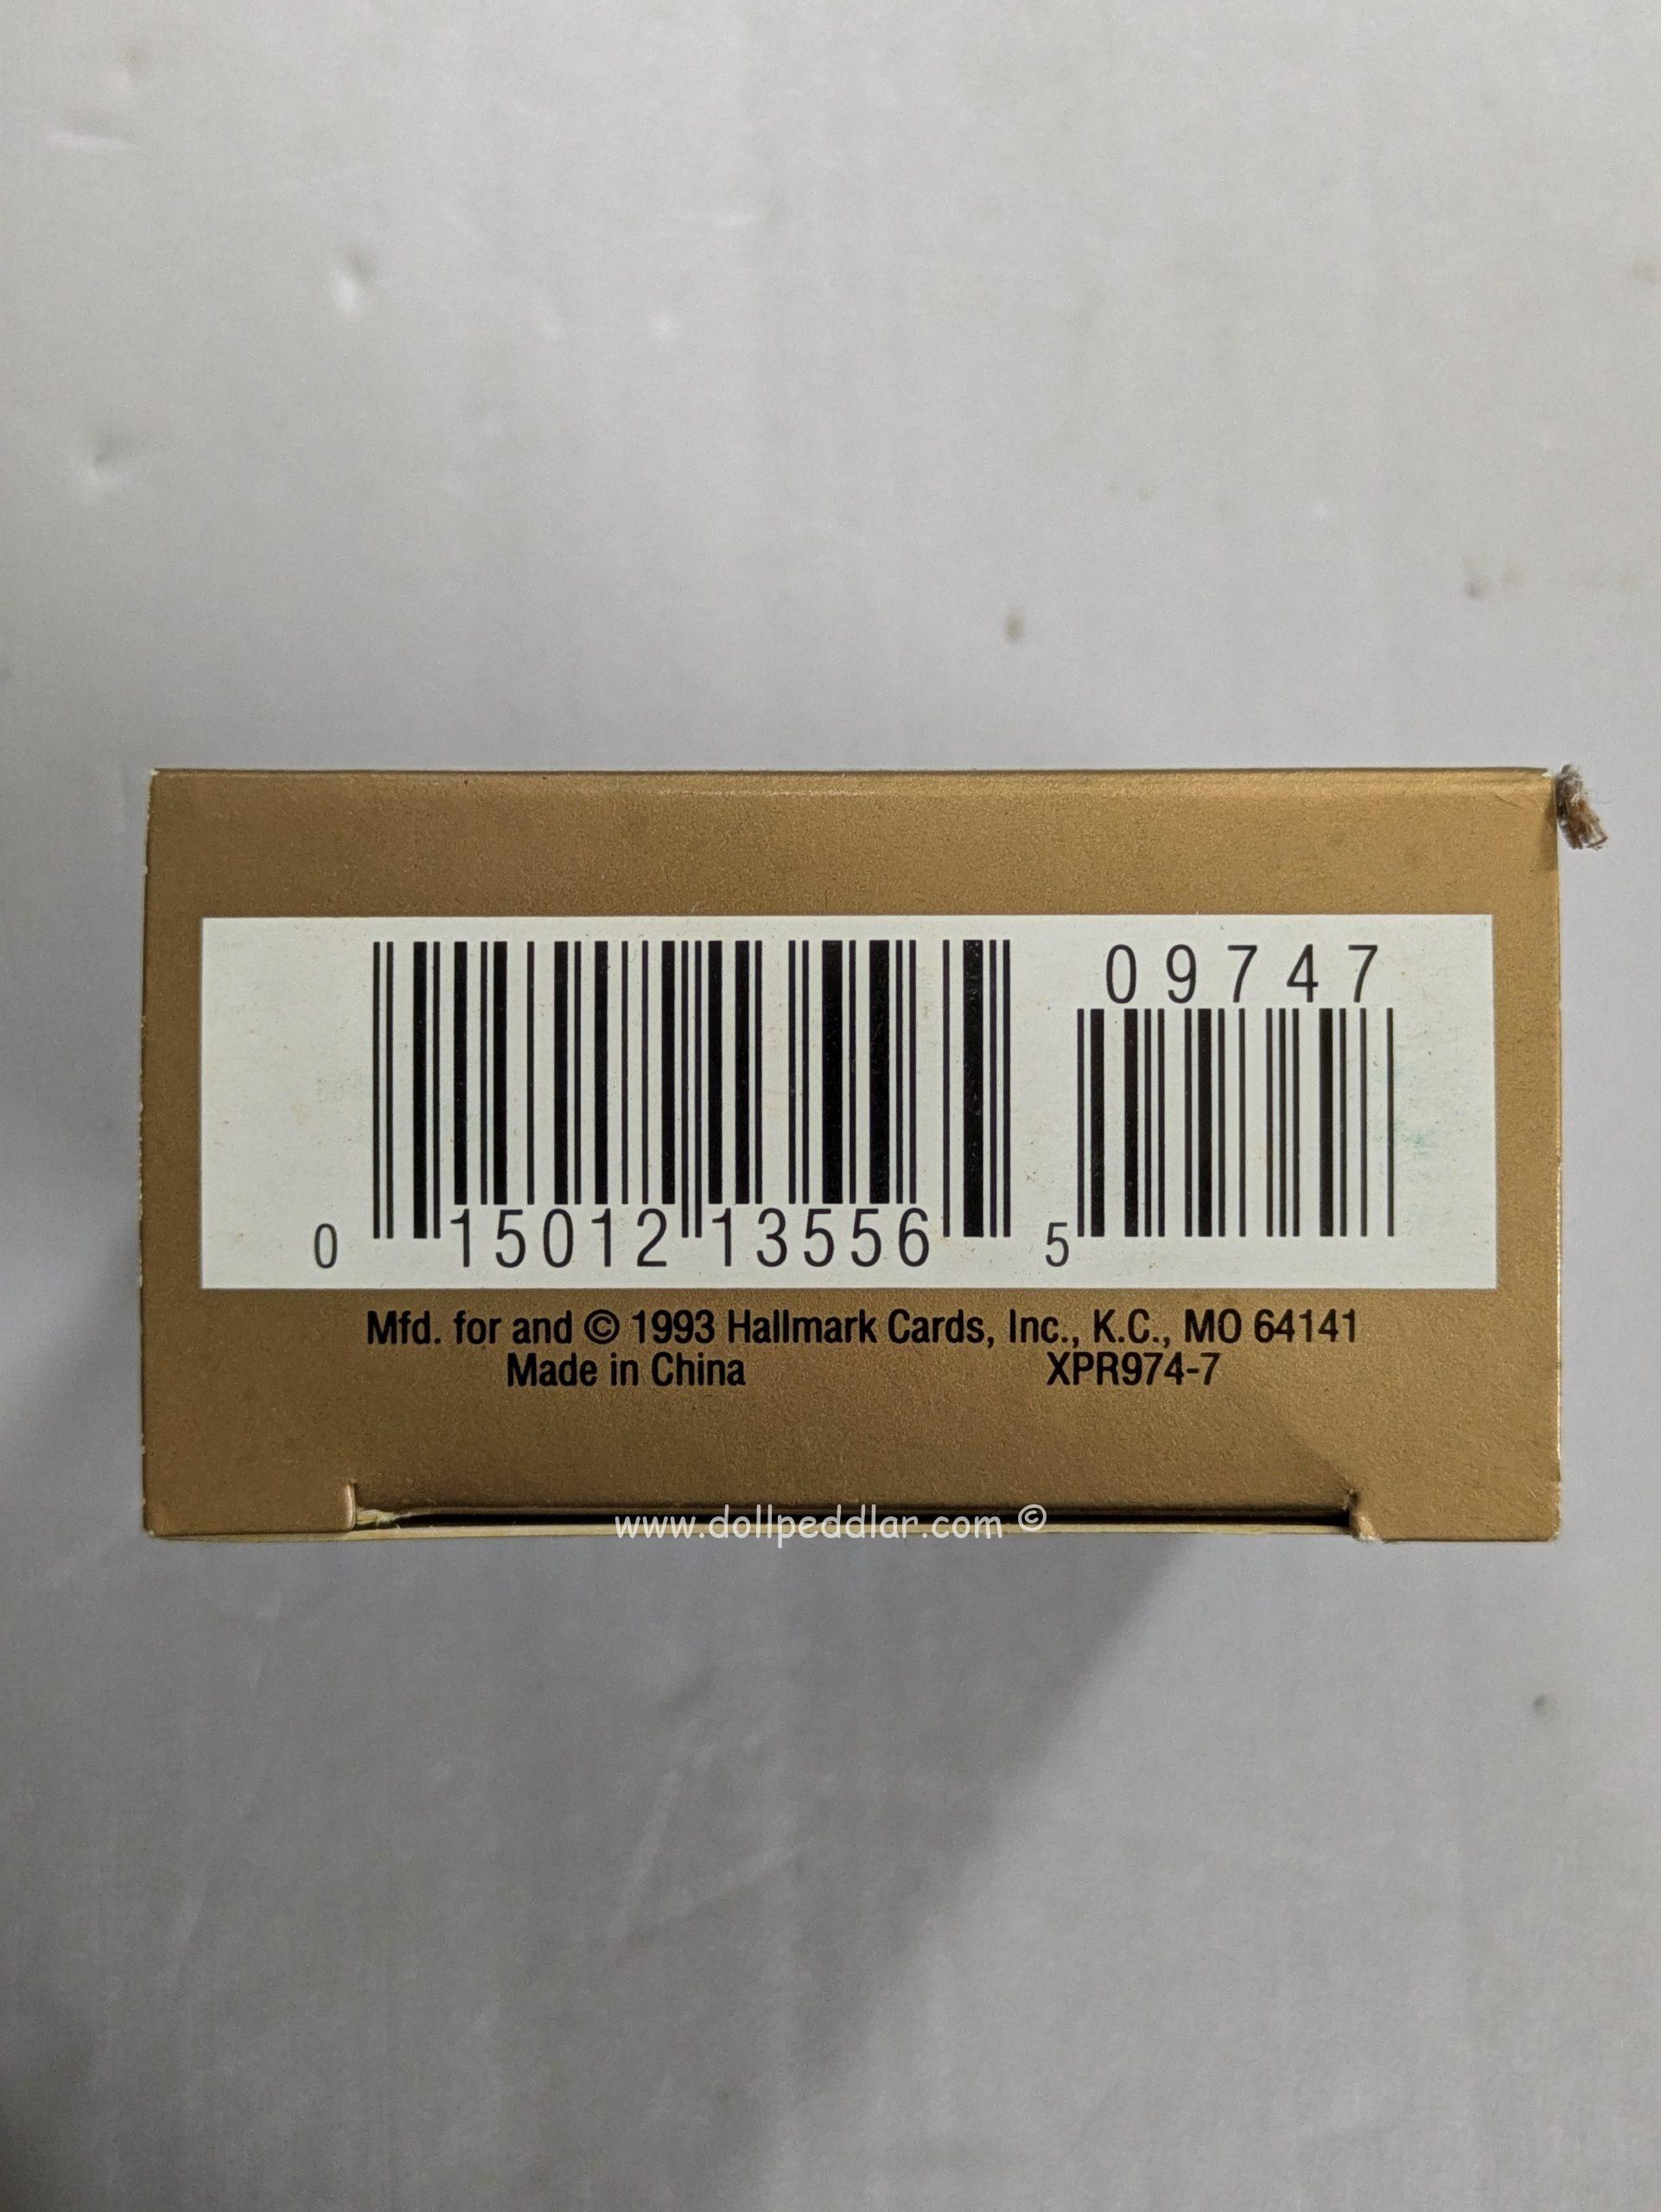 09747
0 15012 13556 5
Mfd. for and © 1993 Hallmark Cards, Inc., K.C., MO 64141
Made in China XPR974-7
www.dollpeddlar.com ©